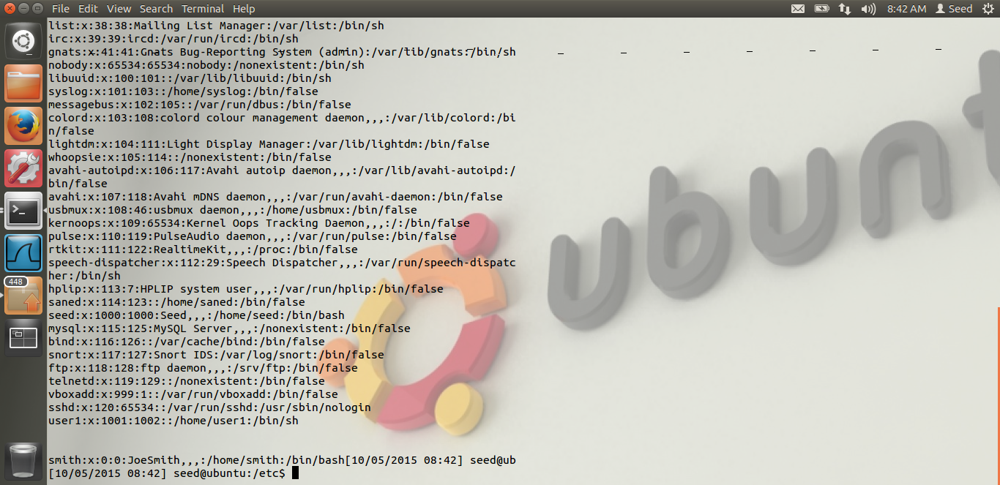 File Edit View Search Terminal Help 8:42 AM Seed
list:x:38:38:Mailing List Manager:/var/list:/bin/sh
irc:x:39:39:ircd:/var/run/ircd:/bin/sh
gnats:x:41:41:Gnats Bug-Reporting System (admin):/var/lib/gnats:/bin/sh
nobody:x:65534:65534:nobody:/nonexistent:/bin/sh
libuuid:x:100:101::/var/lib/libuuid:/bin/sh
syslog:x:101:103::/home/syslog:/bin/false
messagebus:x:102:105::/var/run/dbus:/bin/false
colord:x:103:108:colord colour management daemon,,,:/var/lib/colord:/bi
n/false
lightdm:x:104:111:Light Display Manager:/var/lib/lightdm:/bin/false
whoopsie:x:105:114::/nonexistent:/bin/false
avahi-autoipd:x:106:117:Avahi autoip daemon,,,:/var/lib/avahi-autoipd:/
bin/false
avahi:x:107:118:Avahi mDNS daemon,,,:/var/run/avahi-daemon:/bin/false
usbmux:x:108:46:usbmux daemon,,,:/home/usbmux:/bin/false
kernoops:x:109:65534:Kernel Oops Tracking Daemon,,,:/:/bin/false
pulse:x:110:119:PulseAudio daemon,,,:/var/run/pulse:/bin/false
rtkit:x:111:122:RealtimeKit,,,:/proc:/bin/false
speech-dispatcher:x:112:29:Speech Dispatcher,,,:/var/run/speech-dispatc
her:/bin/sh
hplip:x:113:7:HPLIP system user,,,:/var/run/hplip:/bin/false
saned:x:114:123::/home/saned:/bin/false
seed:x:1000:1000:Seed,,,:/home/seed:/bin/bash
mysql:x:115:125:MySQL Server,,,:/nonexistent:/bin/false
bind:x:116:126::/var/cache/bind:/bin/false
snort:x:117:127:Snort IDS:/var/log/snort:/bin/false
ftp:x:118:128:ftp daemon,,,:/srv/ftp:/bin/false
telnetd:x:119:129::/nonexistent:/bin/false
vboxadd:x:999:1::/var/run/vboxadd:/bin/false
sshd:x:120:65534::/var/run/sshd:/usr/sbin/nologin
user1:x:1001:1002::/home/user1:/bin/sh
smith:x:0:0:JoeSmith,,,:/home/smith:/bin/bash[10/05/2015 08:42] seed@ub
[10/05/2015 08:42] seed@ubuntu:/etc$
448
ubunt